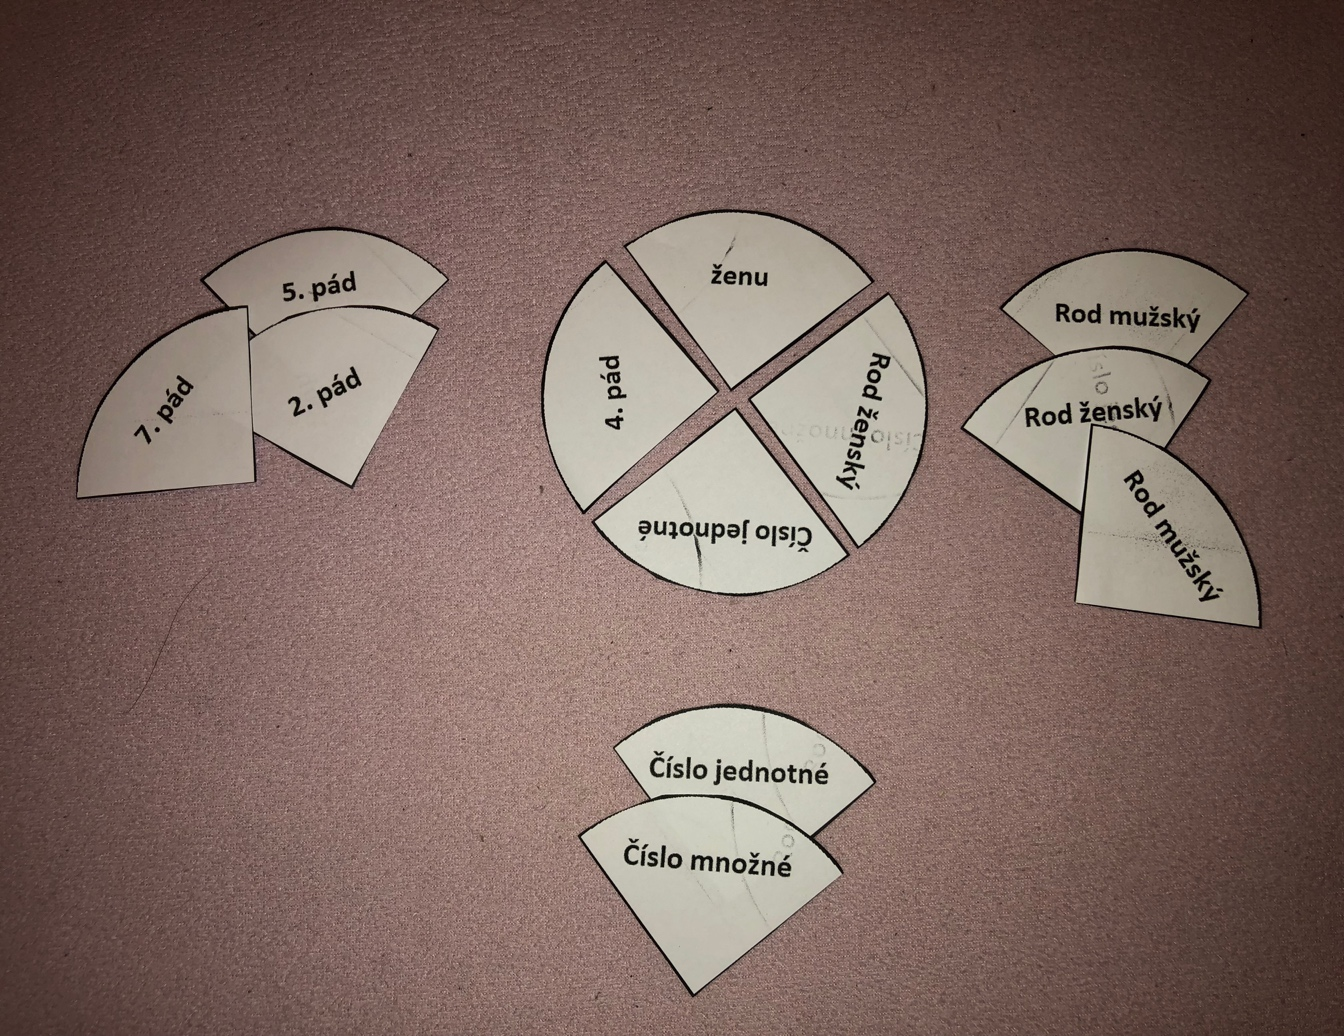 5. pád
7. pád
2. pád
ženu
4. pád
Rod ženský
Číslo jednotné
Rod mužský
Rod ženský
Rod mužský
Číslo jednotné
Číslo množné